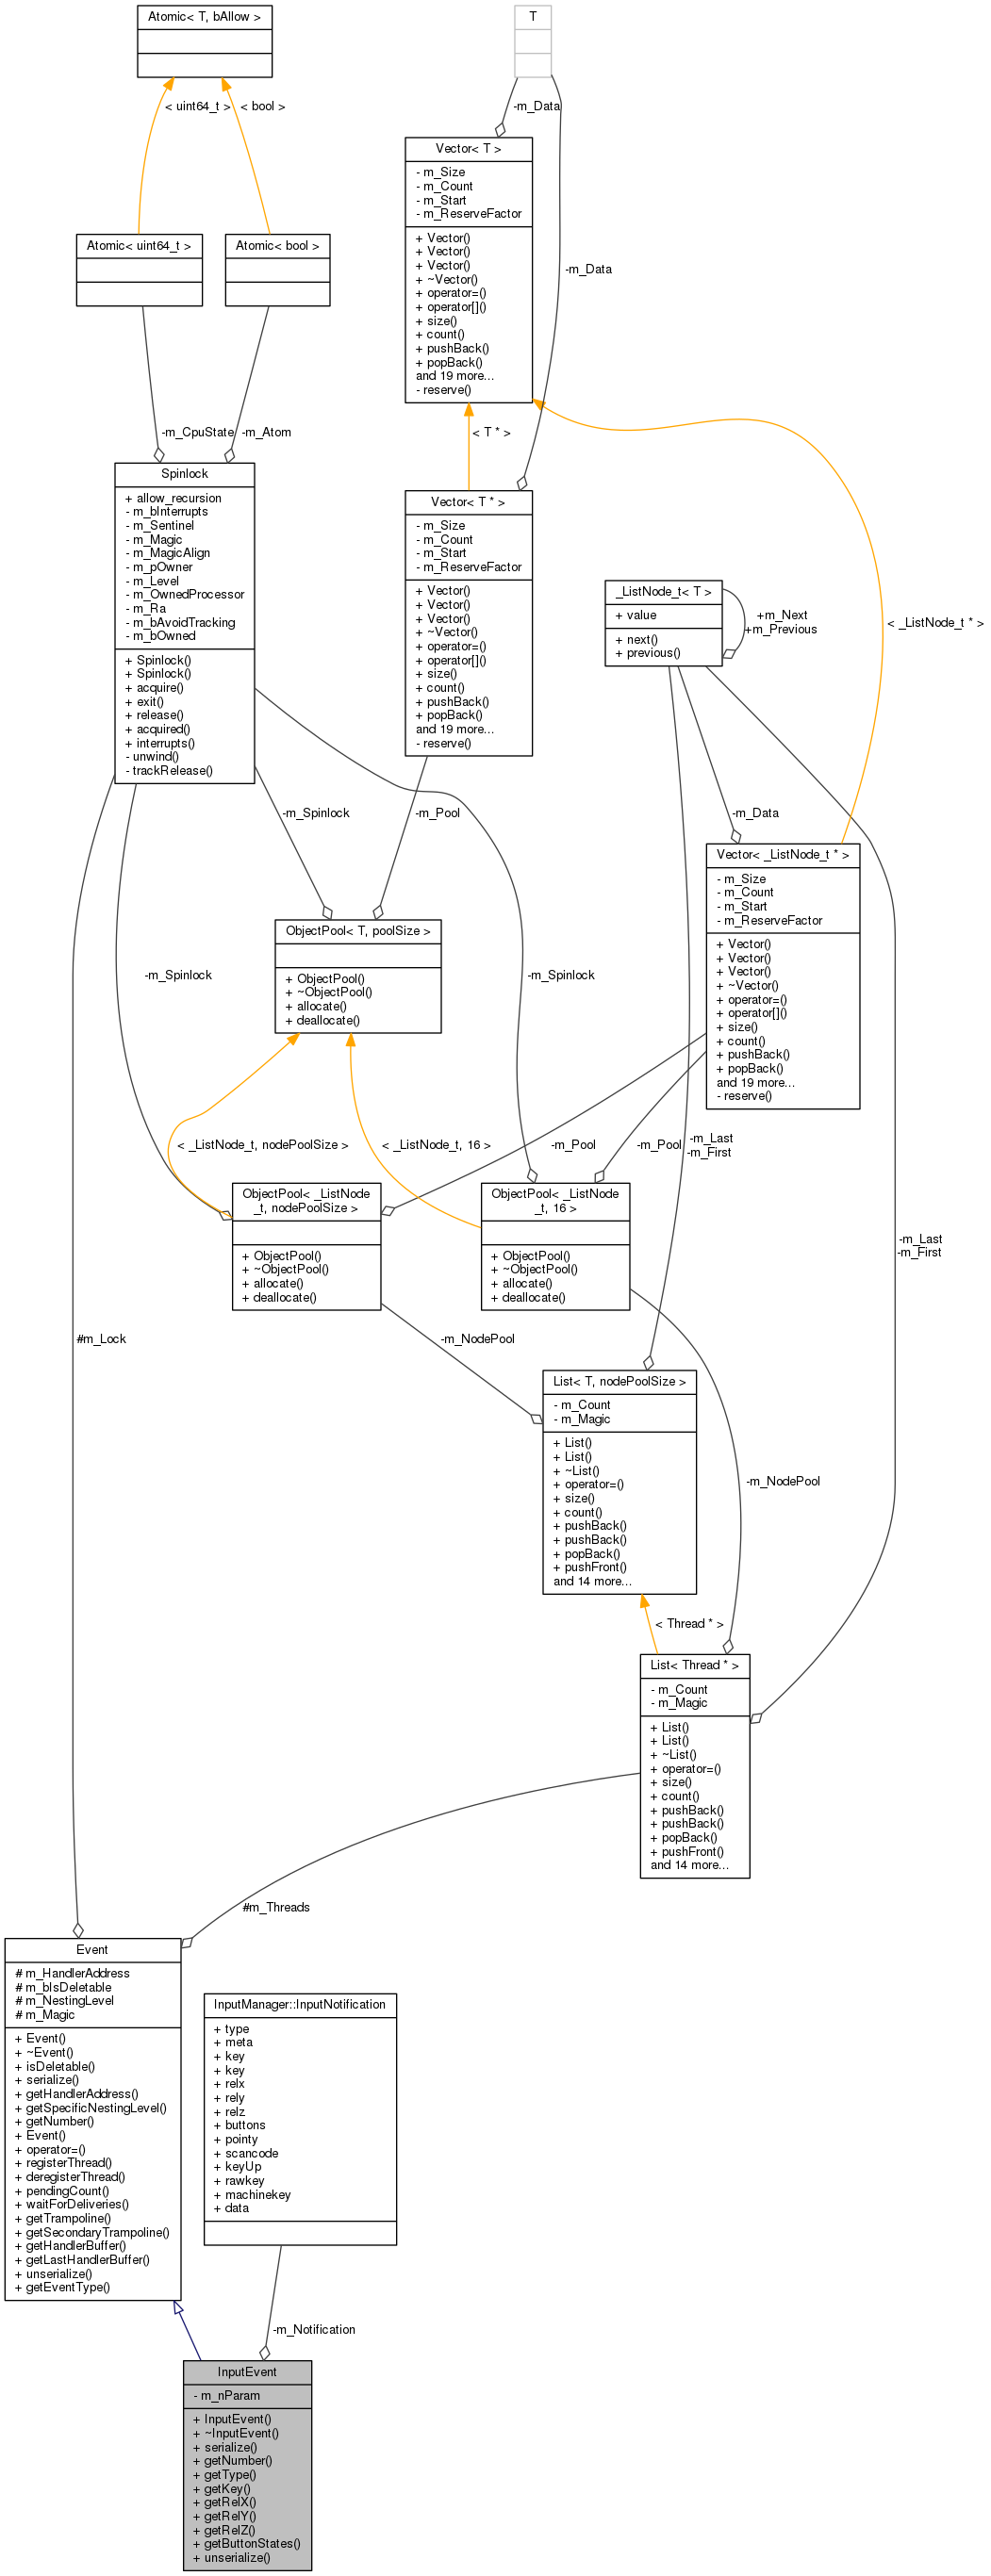 Atomic< T, bAllow >
T
< uint64_t >
< bool >
-m_Data
Vector< T >
- m_Size
- m_Count
- m_Start
- m_ReserveFactor
+ Vector()
+ Vector()
+ Vector()
+ ~Vector()
+ operator=()
+ operator[]()
+ size()
+ count()
+ pushBack()
+ popBack()
and 19 more...
- reserve()
Atomic< uint64_t >
Atomic< bool >
-m_Data
-m_CpuState
-m_Atom
< T * >
Spinlock
+ allow_recursion
- m_bInterrupts
- m_Sentinel
- m_Magic
- m_MagicAlign
- m_pOwner
- m_Level
- m_OwnedProcessor
- m_Ra
- m_bAvoidTracking
- m_bOwned
+ Spinlock()
+ Spinlock()
+ acquire()
+ exit()
+ release()
+ acquired()
+ interrupts()
- unwind()
- trackRelease()
Vector< T * >
- m_Size
- m_Count
- m_Start
- m_ReserveFactor
+ Vector()
+ Vector()
+ Vector()
+ ~Vector()
+ operator=()
+ operator[]()
+ size()
+ count()
+ pushBack()
+ popBack()
and 19 more...
- reserve()
_ListNode_t< T >
+ value
+ next()
+ previous()
+m_Next
+m_Previous
< _ListNode_t * >
-m_Spinlock
-m_Pool
-m_Data
Vector< _ListNode_t * >
- m_Size
- m_Count
- m_Start
- m_ReserveFactor
+ Vector()
+ Vector()
+ Vector()
+ ~Vector()
+ operator=()
+ operator[]()
+ size()
+ count()
+ pushBack()
+ popBack()
and 19 more...
- reserve()
ObjectPool< T, poolSize >
+ ObjectPool()
+ ~ObjectPool()
+ allocate()
+ deallocate()
-m_Spinlock
-m_Spinlock
< _ListNode_t, nodePoolSize >
< _ListNode_t, 16 >
-m_Pool
-m_Pool
-m_Last
-m_First
ObjectPool< _ListNode
_t, nodePoolSize >
+ ObjectPool()
+ ~ObjectPool()
+ allocate()
+ deallocate()
ObjectPool< _ListNode
_t, 16 >
+ ObjectPool()
+ ~ObjectPool()
+ allocate()
+ deallocate()
-m_Last
-m_First
#m_Lock
-m_NodePool
List< T, nodePoolSize >
- m_Count
- m_Magic
+ List()
+ List()
+ ~List()
+ operator=()
+ size()
+ count()
+ pushBack()
+ pushBack()
+ popBack()
+ pushFront()
and 14 more...
-m_NodePool
< Thread * >
List< Thread * >
- m_Count
- m_Magic
+ List()
+ List()
+ ~List()
+ operator=()
+ size()
+ count()
+ pushBack()
+ pushBack()
+ popBack()
+ pushFront()
and 14 more...
#m_Threads
Event
# m_HandlerAddress
# m_bIsDeletable
# m_NestingLevel
# m_Magic
+ Event()
+ ~Event()
+ isDeletable()
+ serialize()
+ getHandlerAddress()
+ getSpecificNestingLevel()
+ getNumber()
+ Event()
+ operator=()
+ registerThread()
+ deregisterThread()
+ pendingCount()
+ waitForDeliveries()
+ getTrampoline()
+ getSecondaryTrampoline()
+ getHandlerBuffer()
+ getLastHandlerBuffer()
+ unserialize()
+ getEventType()
InputManager::InputNotification
+ type
+ meta
+ key
+ key
+ relx
+ rely
+ relz
+ buttons
+ pointy
+ scancode
+ keyUp
+ rawkey
+ machinekey
+ data
-m_Notification
InputEvent
- m_nParam
+ InputEvent()
+ ~InputEvent()
+ serialize()
+ getNumber()
+ getType()
+ getKey()
+ getRelX()
+ getRelY()
+ getRelZ()
+ getButtonStates()
+ unserialize()